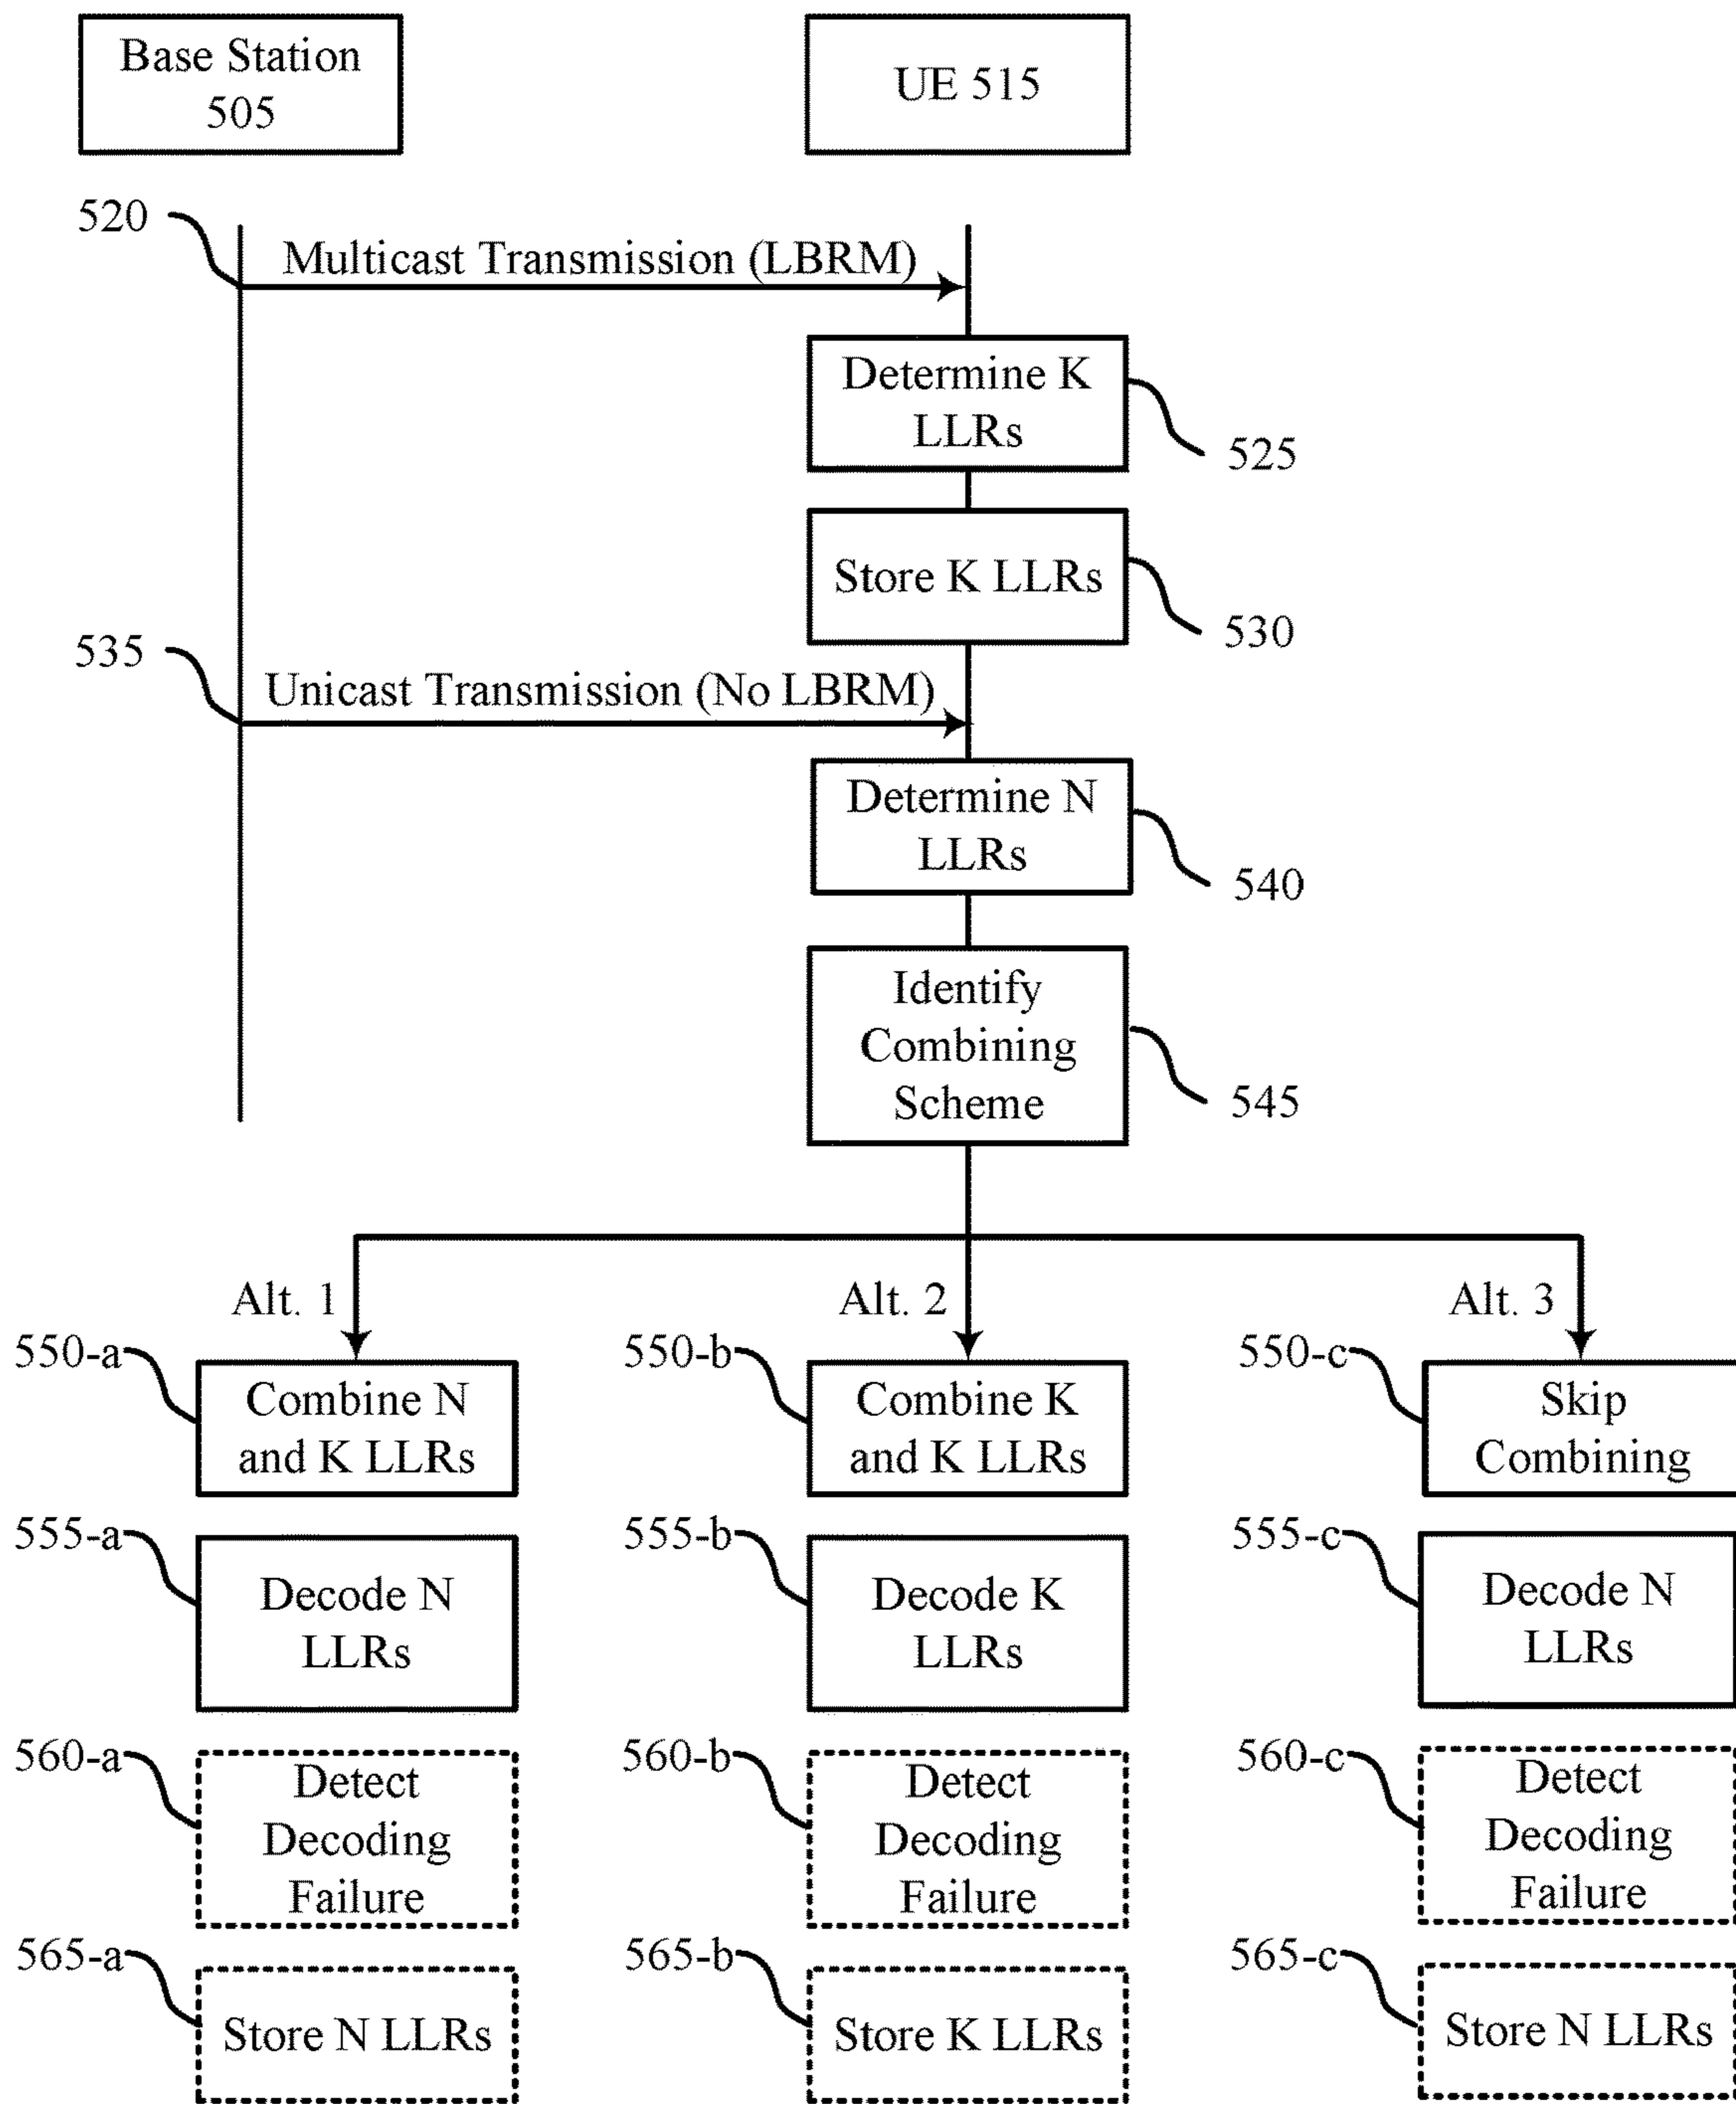 Base Station
505
UE 515
520
Multicast Transmission (LBRM)
Determine K
LLRs
525
Store K LLRs
530
535
Unicast Transmission (No LBRM)
Determine N
LLRs
540
Identify
Combining
Scheme
545
Alt. 1
Alt. 2
Alt. 3
550-a
Combine N
and K LLRs
550-b
Combine K
and K LLRs
550-c
Skip
Combining
555-a
Decode N
LLRs
555-b
Decode K
LLRs
555-c
Decode N
LLRs
560-a
Detect
Decoding
Failure
560-b
Detect
Decoding
Failure
560-c
Detect
Decoding
Failure
565-a
Store N LLRs
565-b
Store K LLRs
565-c
Store N LLRs